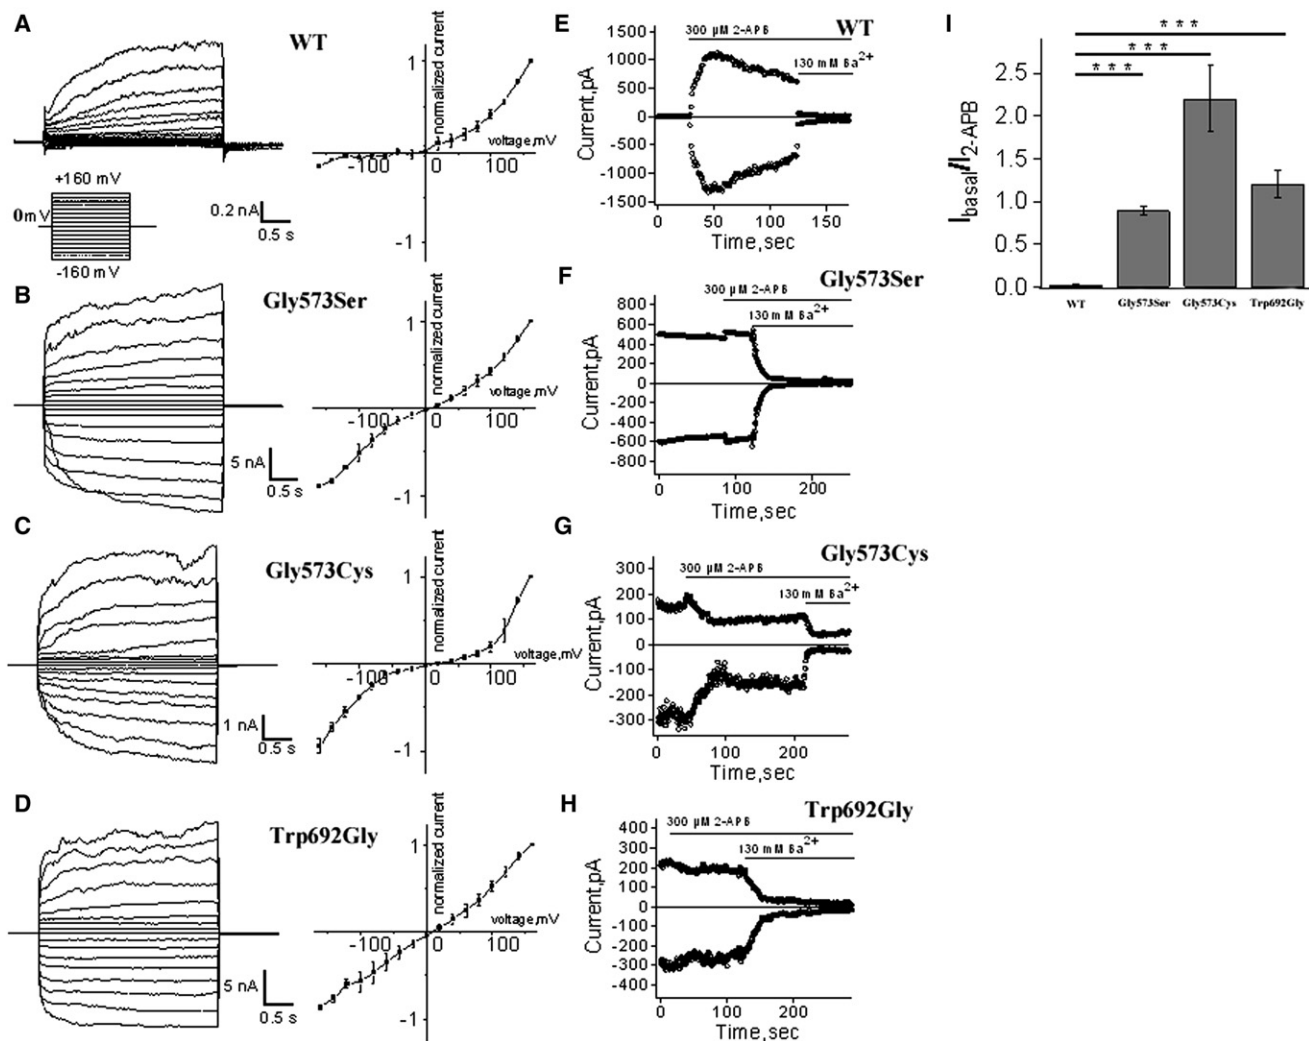 A
WT
normalized current
1
voltage,mV
-100
0
100
-1
+160 mV
0mV
-160 mV
0.2 nA
0.5 s
B
Gly573Ser
normalized current
1
voltage,mV
-100
0
100
-1
5 nA
0.5 s
C
Gly573Cys
normalized current
1
voltage,mV
-100
0
100
-1
1 nA
0.5 s
D
Trp692Gly
normalized current
1
voltage,mV
-100
0
100
-1
5 nA
0.5 s
E
300 µM 2-APB
WT
130 mM Ba2+
Current,pA
1500
1000
500
0
-500
-1000
-1500
0
50
100
150
Time,sec
F
Gly573Ser
300 µM 2-APB
130 mM Ba2+
Current,pA
800
600
400
200
0
-200
-400
-600
-800
0
100
200
Time,sec
G
Gly573Cys
300 µM 2-APB
130 mM Ba2+
Current,pA
300
200
100
0
-100
-200
-300
0
100
200
Time,sec
H
Trp692Gly
300 µM 2-APB
130 mM Ba2+
Current,pA
400
300
200
100
0
-100
-200
-300
-400
0
100
200
Time,sec
I
* * *
* * *
* * *
Ibasal/I2-APB
2.5
2.0
1.5
1.0
0.5
0.0
WT
Gly573Ser
Gly573Cys
Trp692Gly